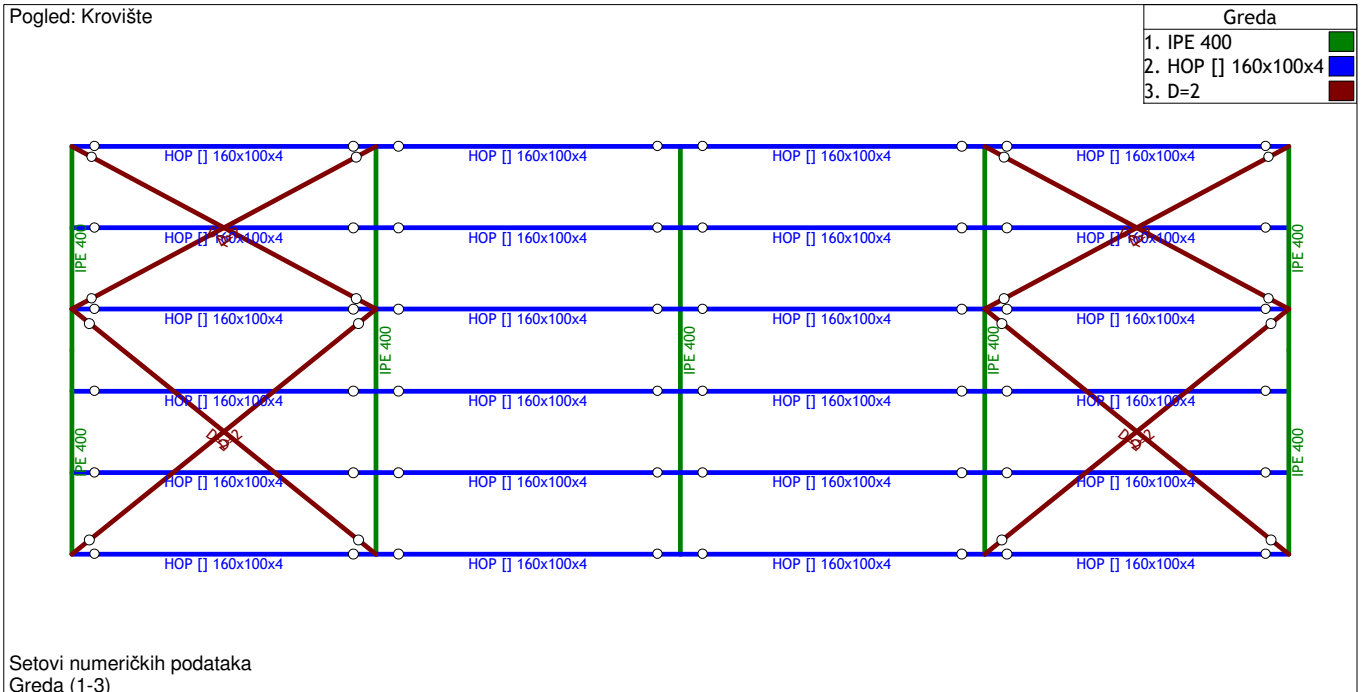 Pogled: Krovište
Greda
1. IPE 400
2. HOP [] 160x100x4
3. D=2
HOP [] 160x100x4 HOP [] 160x100x4 HOP [] 160x100x4 HOP [] 160x100x4
HOP [] 160x100x4 HOP [] 160x100x4 HOP [] 160x100x4 HOP [] 160x100x4
IPE 400 IPE 400
HOP [] 160x100x4 HOP [] 160x100x4 HOP [] 160x100x4 HOP [] 160x100x4
IPE 400 IPE 400 IPE 400
HOP [] 160x100x4 HOP [] 160x100x4 HOP [] 160x100x4 HOP [] 160x100x4
IPE 400 IPE 400
HOP [] 160x100x4 HOP [] 160x100x4 HOP [] 160x100x4 HOP [] 160x100x4
HOP [] 160x100x4 HOP [] 160x100x4 HOP [] 160x100x4 HOP [] 160x100x4
Setovi numeričkih podataka
Greda (1-3)